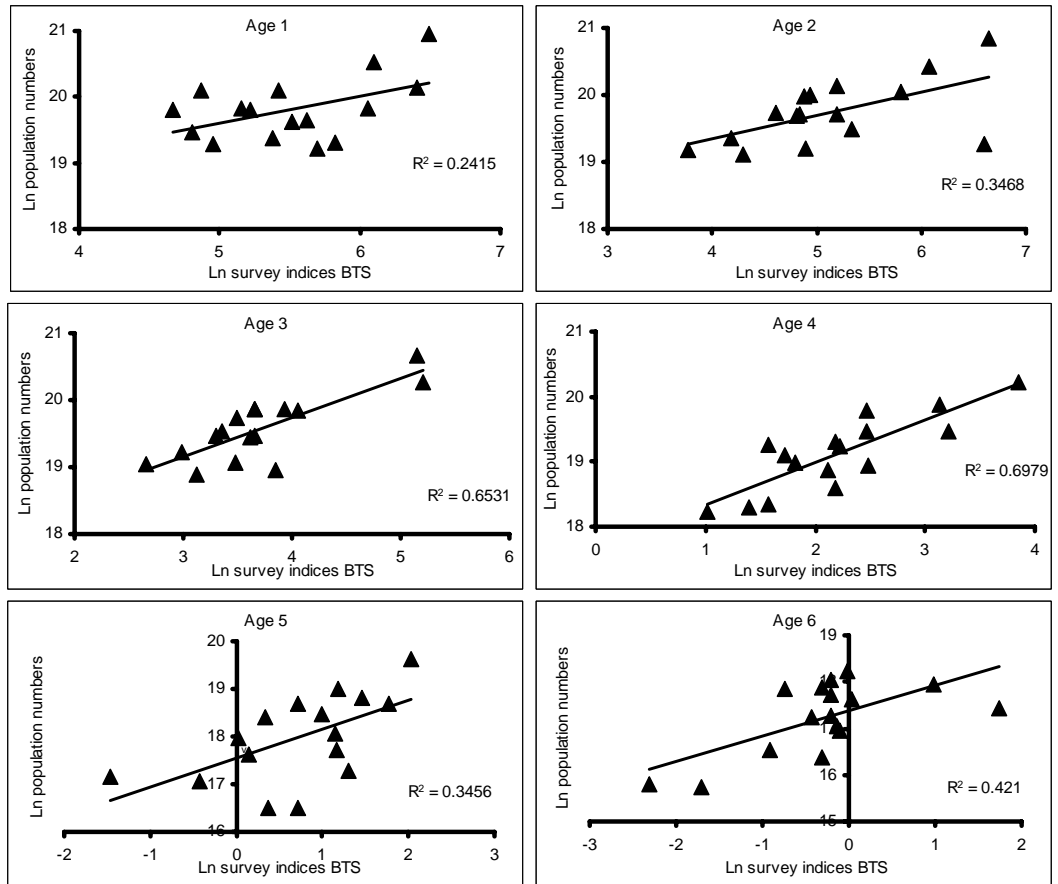 Age 1
Ln population numbers
21
20
19
18
4
5
6
7
R² = 0.2415
Ln survey indices BTS
Age 2
Ln population numbers
21
20
19
18
3
4
5
6
7
R² = 0.3468
Ln survey indices BTS
Age 3
Ln population numbers
21
20
19
18
2
3
4
5
6
R² = 0.6531
Ln survey indices BTS
Age 4
Ln population numbers
21
20
19
18
0
1
2
3
4
R² = 0.6979
Ln survey indices BTS
Age 5
Ln population numbers
20
19
18
17
16
-2
-1
0
1
2
3
R² = 0.3456
Ln survey indices BTS
Age 6
Ln population numbers
19
16
15
-3
-2
-1
0
1
2
R² = 0.421
Ln survey indices BTS